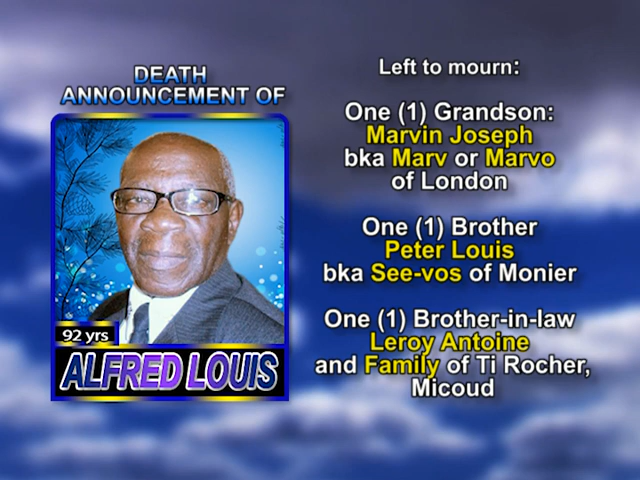 DEATH
ANNOUNCEMENT OF
92 yrs
ALFRED LOUIS
Left to mourn:
One (1) Grandson:
Marvin Joseph
bka Marv or Marvo
of London
One (1) Brother
Peter Louis
bka See-vos of Monier
One (1) Brother-in-law
Leroy Antoine
and Family of Ti Rocher,
Micoud